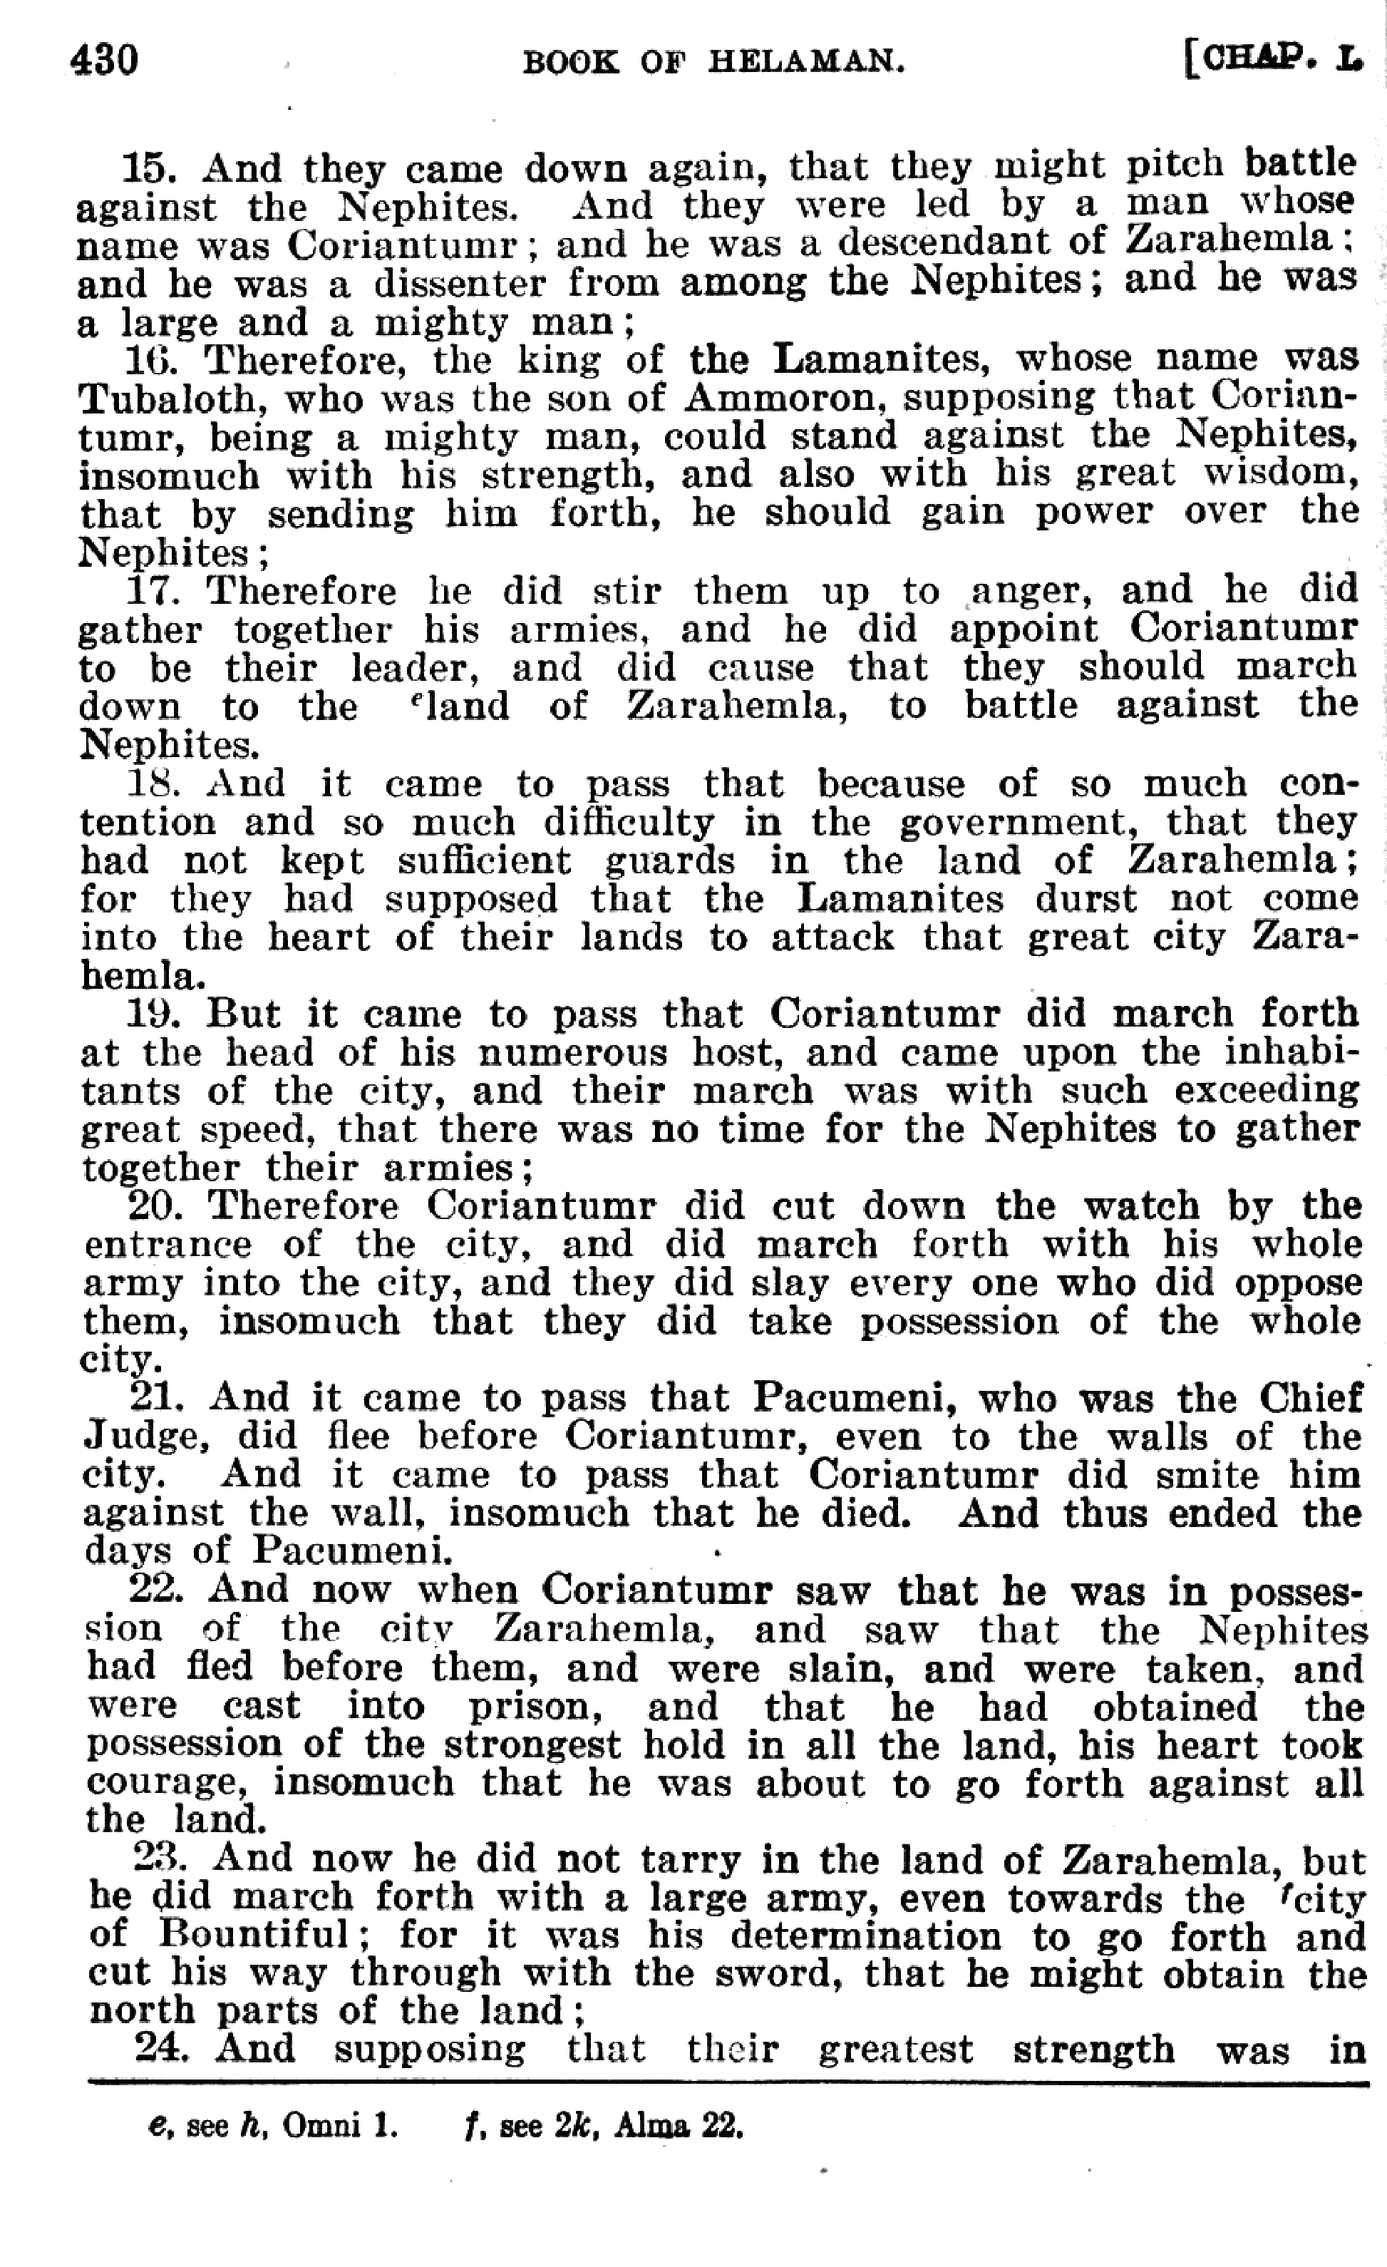 430 BOOK OF HELAMAN. [CHAP. I.
15. And they came down again, that they might pitch battle
against the Nephites. And they were led by a man whose
name was Coriantumr; and he was a descendant of Zarahemla;
and he was a dissenter from among the Nephites; and he was
a large and a mighty man;
16. Therefore, the king of the Lamanites, whose name was
Tubaloth, who was the son of Ammoron, supposing that Corian-
tumr, being a mighty man, could stand against the Nephites,
insomuch with his strength, and also with his great wisdom,
that by sending him forth, he should gain power over the
Nephites;
17. Therefore he did stir them up to anger, and he did
gather together his armies, and he did appoint Coriantumr
to be their leader, and did cause that they should march
down to the eland of Zarahemla, to battle against the
Nephites.
18. And it came to pass that because of so much con-
tention and so much difficulty in the government, that they
had not kept sufficient guards in the land of Zarahemla;
for they had supposed that the Lamanites durst not come
into the heart of their lands to attack that great city Zara-
hemla.
19. But it came to pass that Coriantumr did march forth
at the head of his numerous host, and came upon the inhabi-
tants of the city, and their march was with such exceeding
great speed, that there was no time for the Nephites to gather
together their armies;
20. Therefore Coriantumr did cut down the watch by the
entrance of the city, and did march forth with his whole
army into the city, and they did slay every one who did oppose
them, insomuch that they did take possession of the whole
city.
21. And it came to pass that Pacumeni, who was the Chief
Judge, did flee before Coriantumr, even to the walls of the
city. And it came to pass that Coriantumr did smite him
against the wall, insomuch that he died. And thus ended the
days of Pacumeni.
22. And now when Coriantumr saw that he was in posses-
sion of the city Zarahemla, and saw that the Nephites
had fled before them, and were slain, and were taken, and
were cast into prison, and that he had obtained the
possession of the strongest hold in all the land, his heart took
courage, insomuch that he was about to go forth against all
the land.
23. And now he did not tarry in the land of Zarahemla, but
he did march forth with a large army, even towards the fcity
of Bountiful; for it was his determination to go forth and
cut his way through with the sword, that he might obtain the
north parts of the land;
24. And supposing that their greatest strength was in
e, see h, Omni 1. f, see 2k, Alma 22.